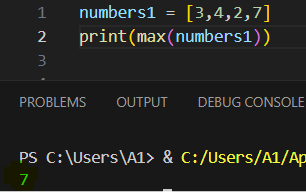 1 numbers1 = [3,4,2,7]
2 print(max(numbers1))
3
PROBLEMS OUTPUT DEBUG CONSOLE
PS C:\Users\A1> & C:/Users/A1/Ap
7